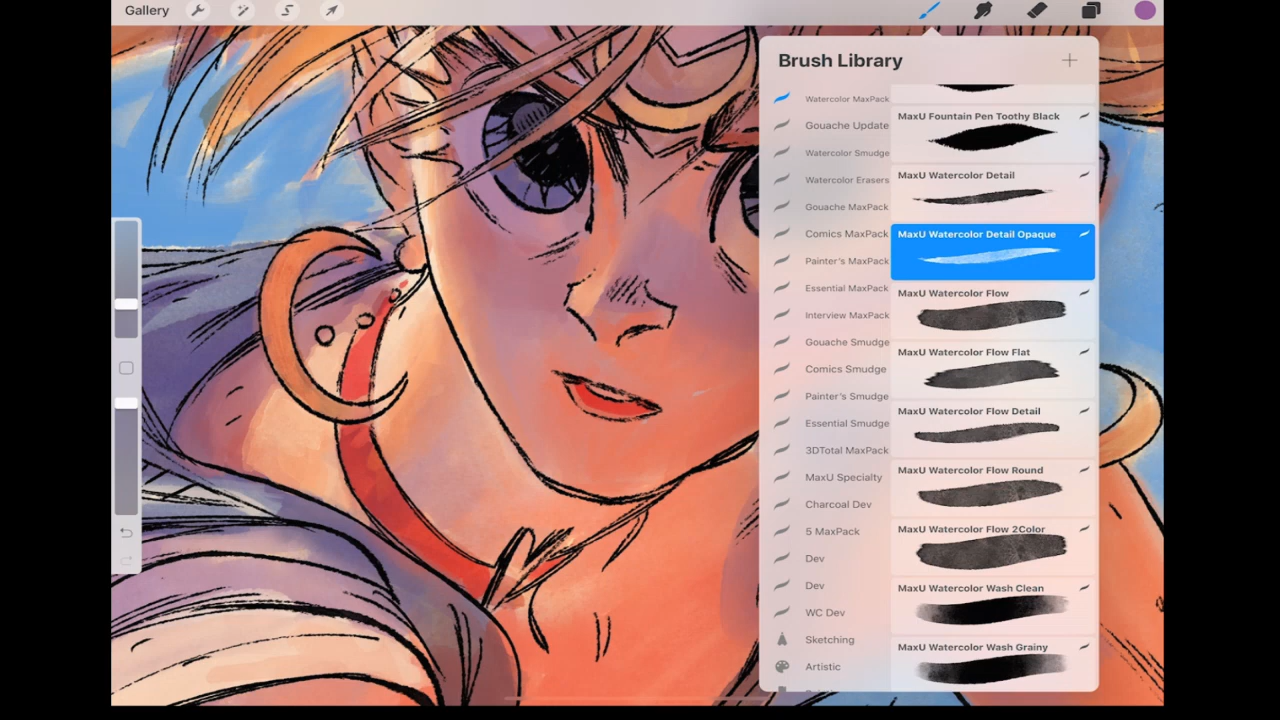 Gallery
Brush Library
Watercolor MaxPack
Gouache Update
Watercolor Smudge
Watercolor Erasers
Gouache MaxPack
Comics MaxPack
Painter's MaxPack
Essential MaxPack
Interview MaxPack
Gouache Smudge
Comics Smudge
Painter's Smudge
Essential Smudge
3DTotal MaxPack
MaxU Specialty
Charcoal Dev
5 MaxPack
Dev
Dev
WC Dev
Sketching
Artistic
MaxU Fountain Pen Toothy Black
MaxU Watercolor Detail
MaxU Watercolor Detail Opaque
MaxU Watercolor Flow
MaxU Watercolor Flow Flat
MaxU Watercolor Flow Detail
MaxU Watercolor Flow Round
MaxU Watercolor Flow 2Color
MaxU Watercolor Wash Clean
MaxU Watercolor Wash Grainy